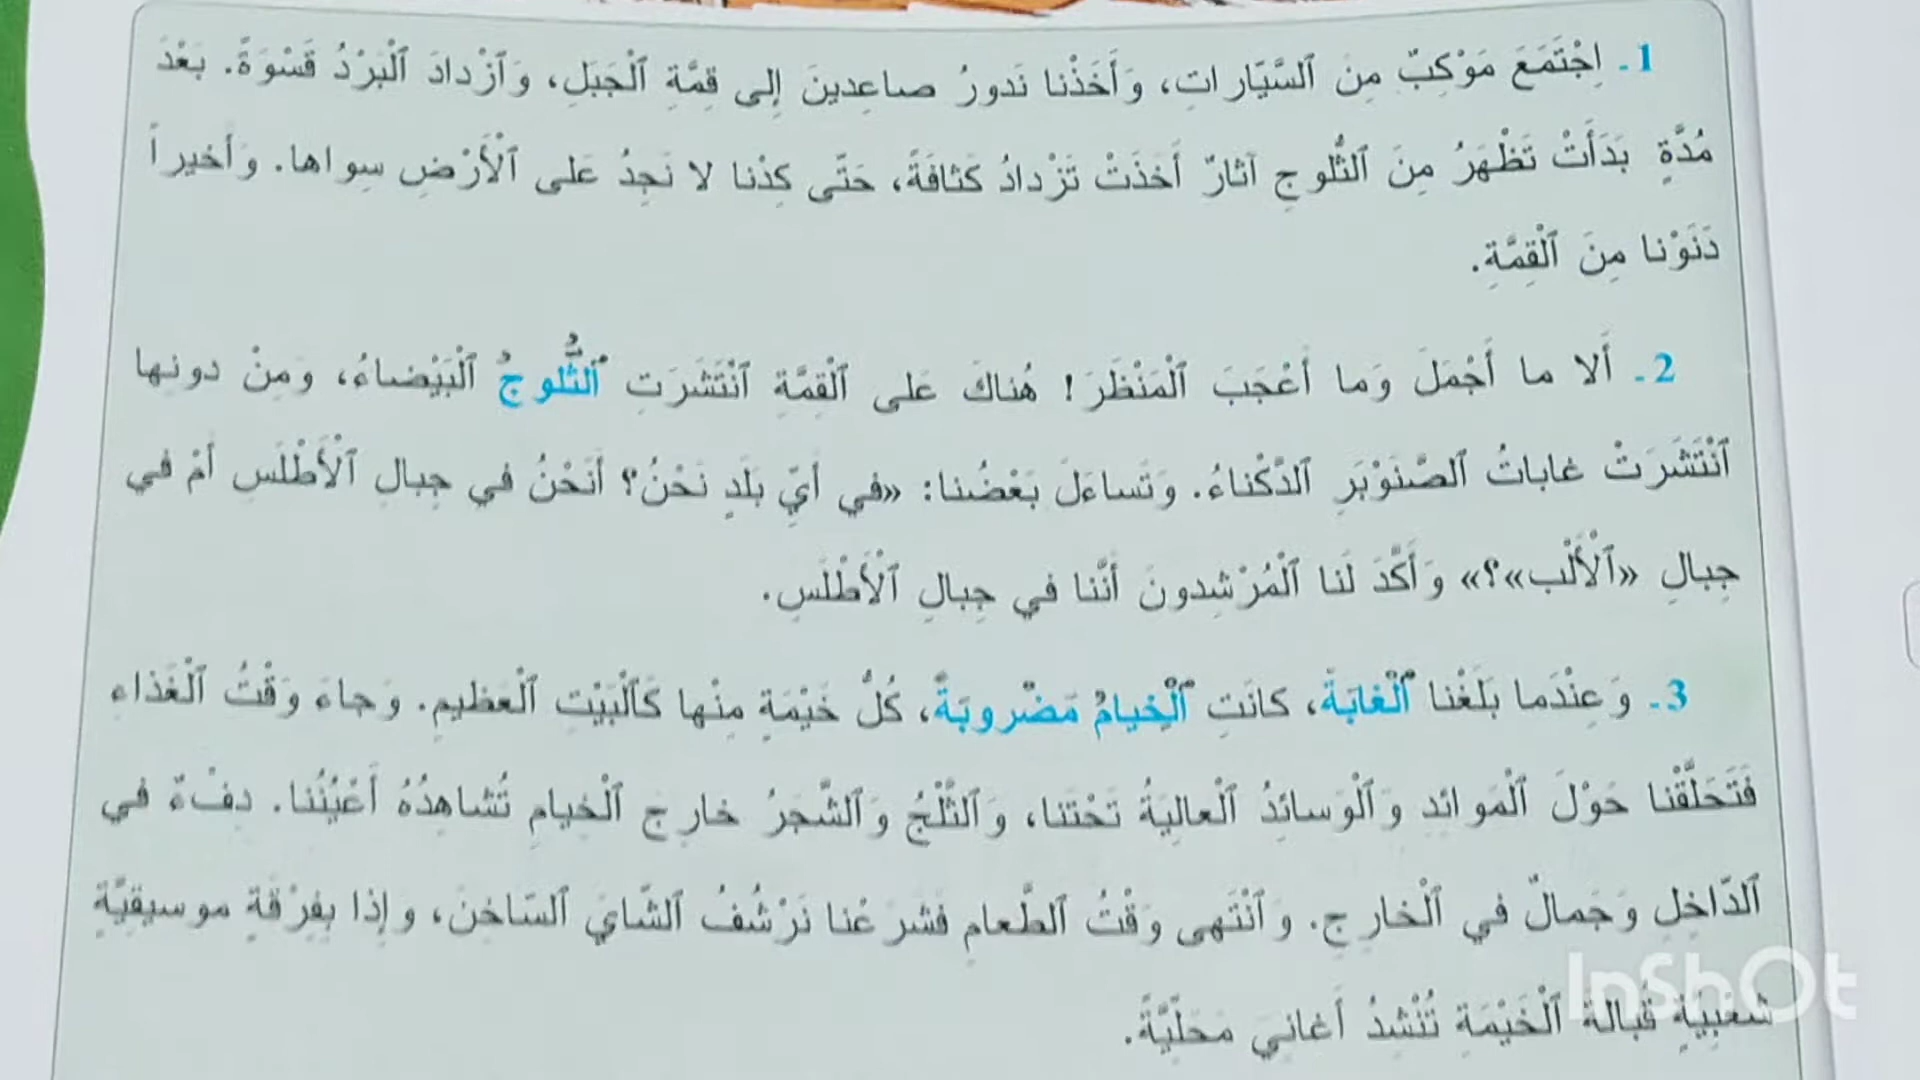 1 - اِجْتَمَعَ مَوْكِبٌ مِنَ ٱلسَّيّاراتِ، وَأَخَذْنا نَدورُ صاعِدينَ إِلى قِمَّةِ ٱلْجَبَلِ، وَٱزْدادَ ٱلْبَرْدُ قَسْوَةً. بَعْدَ
مُدَّةٍ بَدَأَتْ تَظْهَرُ مِنَ ٱلثُّلوجِ آثارٌ أَخَذَتْ تَزْدادُ كَثافَةً، حَتّى كِدْنا لا نَجِدُ عَلى ٱلْأَرْضِ سِواها. وَأَخيراً
دَنَوْنا مِنَ ٱلْقِمَّةِ.
2 - أَلا ما أَجْمَلَ وَما أَعْجَبَ ٱلْمَنْظَرَ! هُناكَ عَلى ٱلْقِمَّةِ ٱنْتَشَرَتِ ٱلثُّلوجُ ٱلْبَيْضاءُ، وَمِنْ دونِها
ٱنْتَشَرَتْ غاباتُ ٱلصَّنَوْبَرِ ٱلدَّكْناءُ. وَتَساءَلَ بَعْضُنا: «في أَيِّ بَلَدٍ نَحْنُ؟ أَنَحْنُ في جِبالِ ٱلْأَطْلَسِ أَمْ في
جِبالِ «ٱلْأَلْب»؟» وَأَكَّدَ لَنا ٱلْمُرْشِدونَ أَنَّنا في جِبالِ ٱلْأَطْلَسِ.
3 - وَعِنْدَما بَلَغْنا ٱلْغابَةَ، كانَتِ ٱلْخِيامُ مَضْروبَةً، كُلُّ خَيْمَةٍ مِنْها كَٱلْبَيْتِ ٱلْعَظيمِ. وَجاءَ وَقْتُ ٱلْغَذاءِ
فَتَحَلَّقْنا حَوْلَ ٱلْمَوائِدِ وَٱلْوَسائِدُ ٱلْعالِيَةُ تَحْتَنا، وَٱلثَّلْجُ وَٱلشَّجَرُ خارِجَ ٱلْخِيامِ تُشاهِدُهُ أَعْيُنُنا. دِفْءٌ في
ٱلدّاخِلِ وَجَمالٌ في ٱلْخارِجِ. وَٱنْتَهى وَقْتُ ٱلطَّعامِ فَشَرَعْنا نَرْشُفُ ٱلشّايَ ٱلسّاخِنَ، وَإِذا بِفِرْقَةٍ موسيقِيَّةٍ
شَعْبِيَّةٍ قُبالَةَ ٱلْخَيْمَةِ تُنْشِدُ أَغانِيَ مَحَلِّيَّةً.
InShOt